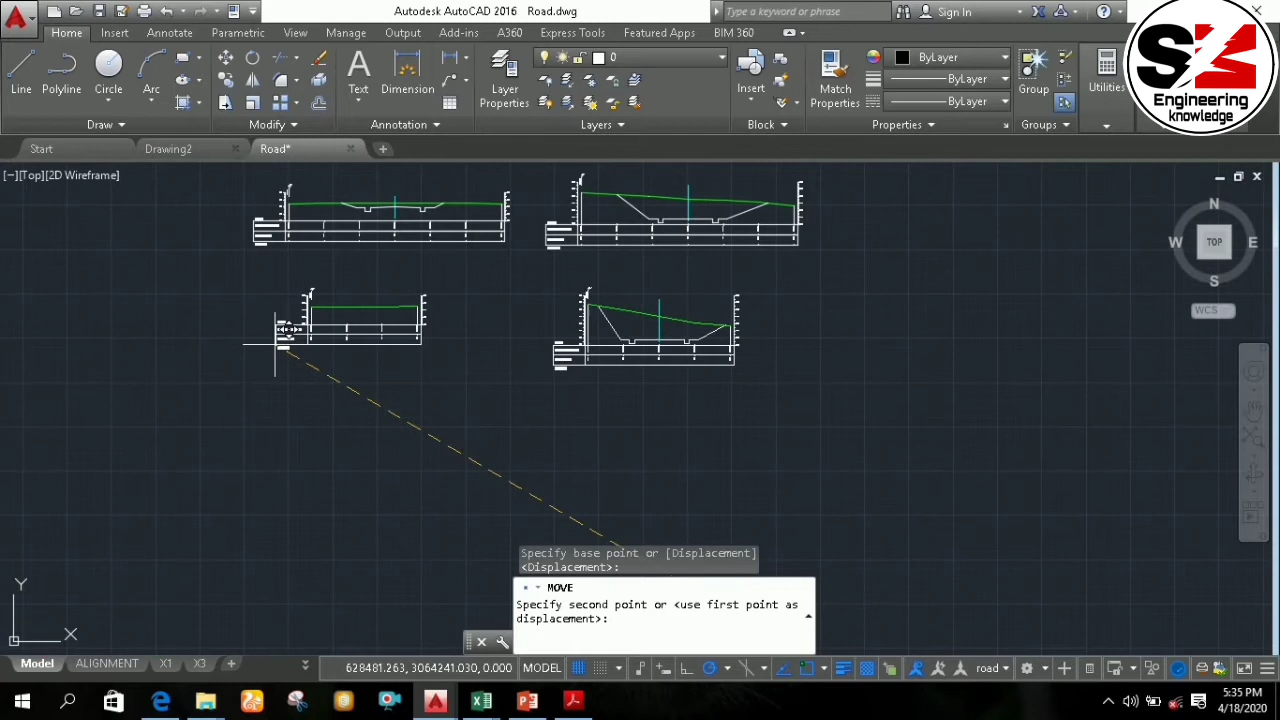 Autodesk AutoCAD 2016 Road.dwg
Type a keyword or phrase
Sign In
Home Insert Annotate Parametric View Manage Output Add-ins A360 Express Tools Featured Apps BIM 360
Line
Polyline
Circle
Arc
Text
Dimension
Layer
Properties
0
Insert
Match
Properties
ByLayer
ByLayer
ByLayer
Group
Utilities
Draw
Modify
Annotation
Layers
Block
Properties
Groups
SZ
Engineering
knowledge
Start
Drawing2
Road*
[−][Top][2D Wireframe]
N
W
TOP
E
S
WCS
Specify base point or [Displacement]
<Displacement>:
MOVE
Specify second point or <use first point as
displacement>:
Y
X
Model ALIGNMENT X1 X3
628481.263, 3064241.030, 0.000 MODEL
road
5:35 PM
4/18/2020